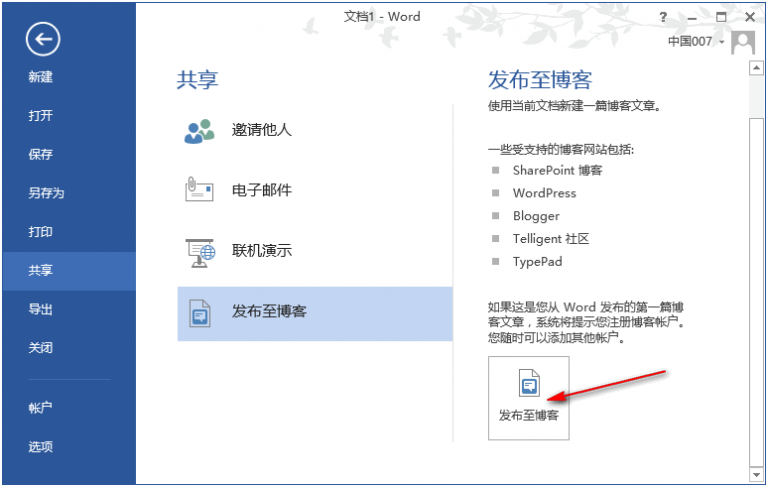 文档1 - Word
?
中国007
新建
打开
保存
另存为
打印
共享
导出
关闭
帐户
选项
共享
邀请他人
电子邮件
联机演示
发布至博客
发布至博客
使用当前文档新建一篇博客文章。
一些受支持的博客网站包括:
SharePoint 博客
WordPress
Blogger
Telligent 社区
TypePad
如果这是您从 Word 发布的第一篇博
客文章，系统将提示您注册博客帐户。
您随时可以添加其他帐户。
发布至博客